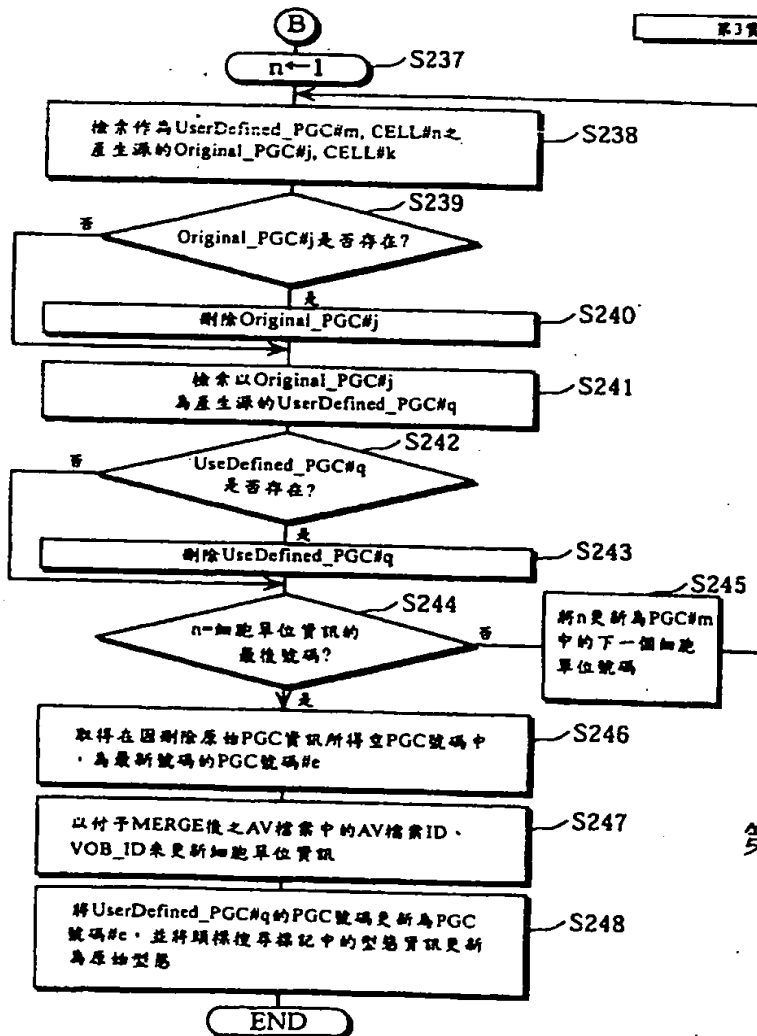 B
第3實
n←1
S237
檢索作為UserDefined_PGC#m, CELL#n之
產生源的Original_PGC#j, CELL#k
S238
S239
否
Original_PGC#j是否存在?
是
刪除Original_PGC#j
S240
檢索以Original_PGC#j
為產生源的UserDefined_PGC#q
S241
S242
否
UseDefined_PGC#q
是否存在?
是
刪除UseDefined_PGC#q
S243
S244
n=細胞單位資訊的
最後號碼?
否
S245
將n更新為PGC#m
中的下一個細胞
單位號碼
是
取得在因刪除原始PGC資訊所得空PGC號碼中
，為最新號碼的PGC號碼#e
S246
以付于MERGE後之AV檔案中的AV檔案ID、
VOB_ID來更新細胞單位資訊
S247
將UserDefined_PGC#q的PGC號碼更新為PGC
號碼#e，並將頭標搜尋標記中的型態資訊更新
為原始型態
S248
END